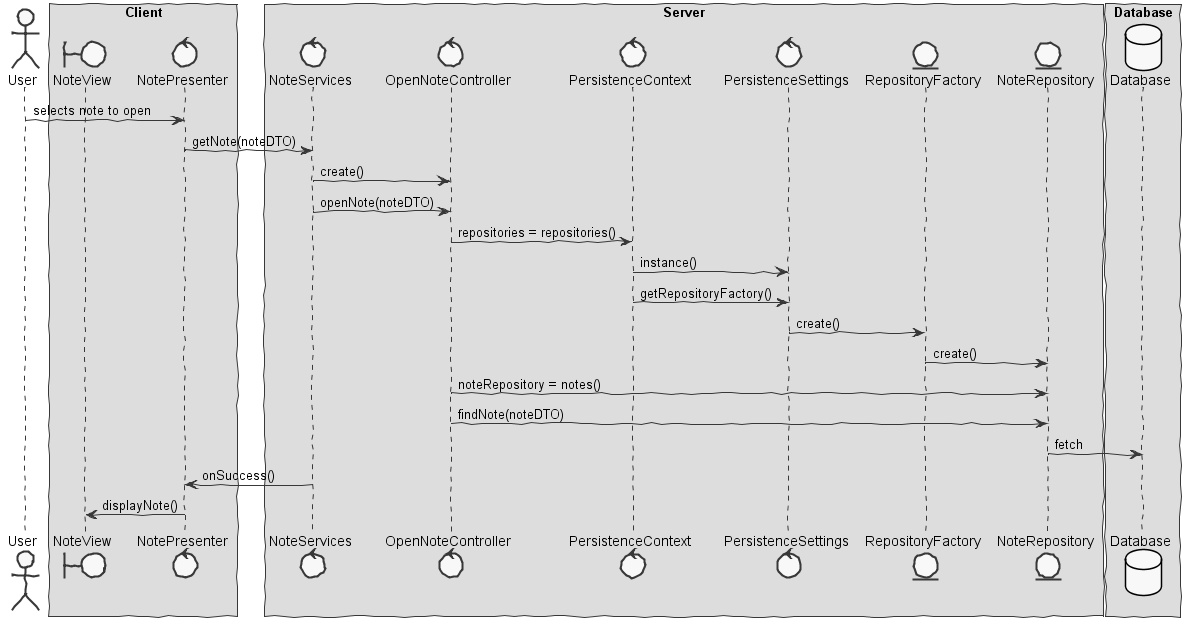 Client
Server
Database
User
NoteView
NotePresenter
NoteServices
OpenNoteController
PersistenceContext
PersistenceSettings
RepositoryFactory
NoteRepository
Database
selects note to open
getNote(noteDTO)
create()
openNote(noteDTO)
repositories = repositories()
instance()
getRepositoryFactory()
create()
create()
noteRepository = notes()
findNote(noteDTO)
fetch
onSuccess()
displayNote()
User
NoteView
NotePresenter
NoteServices
OpenNoteController
PersistenceContext
PersistenceSettings
RepositoryFactory
NoteRepository
Database